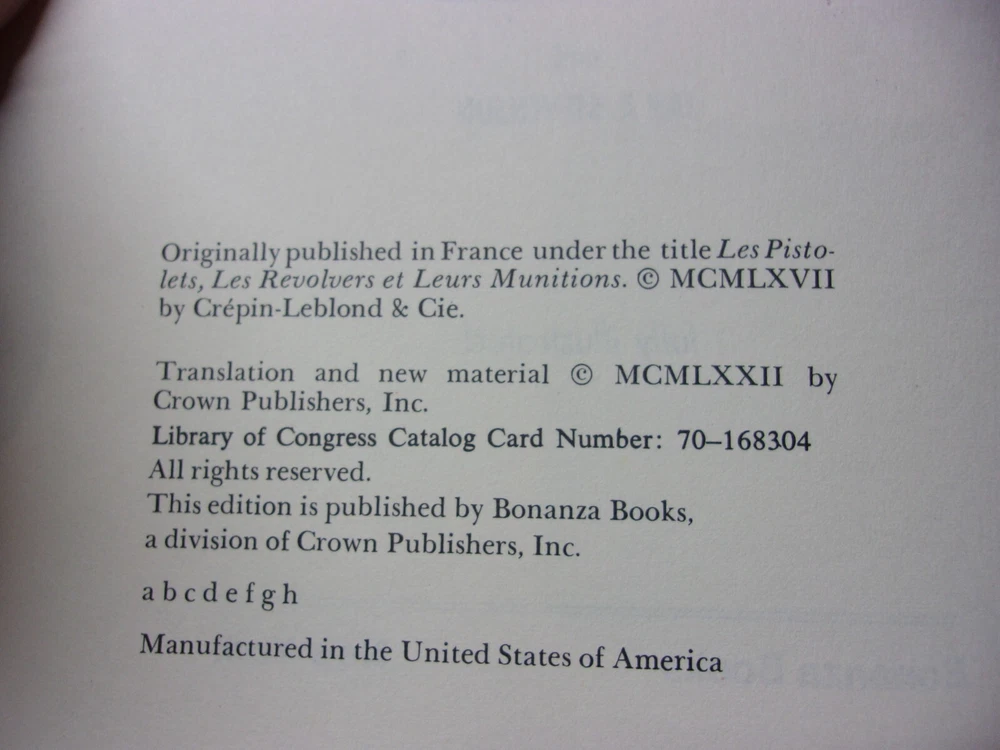 Originally published in France under the title Les Pisto-
lets, Les Revolvers et Leurs Munitions. © MCMLXVII
by Crépin-Leblond & Cie.
Translation and new material © MCMLXXII by
Crown Publishers, Inc.
Library of Congress Catalog Card Number: 70–168304
All rights reserved.
This edition is published by Bonanza Books,
a division of Crown Publishers, Inc.
a b c d e f g h
Manufactured in the United States of America